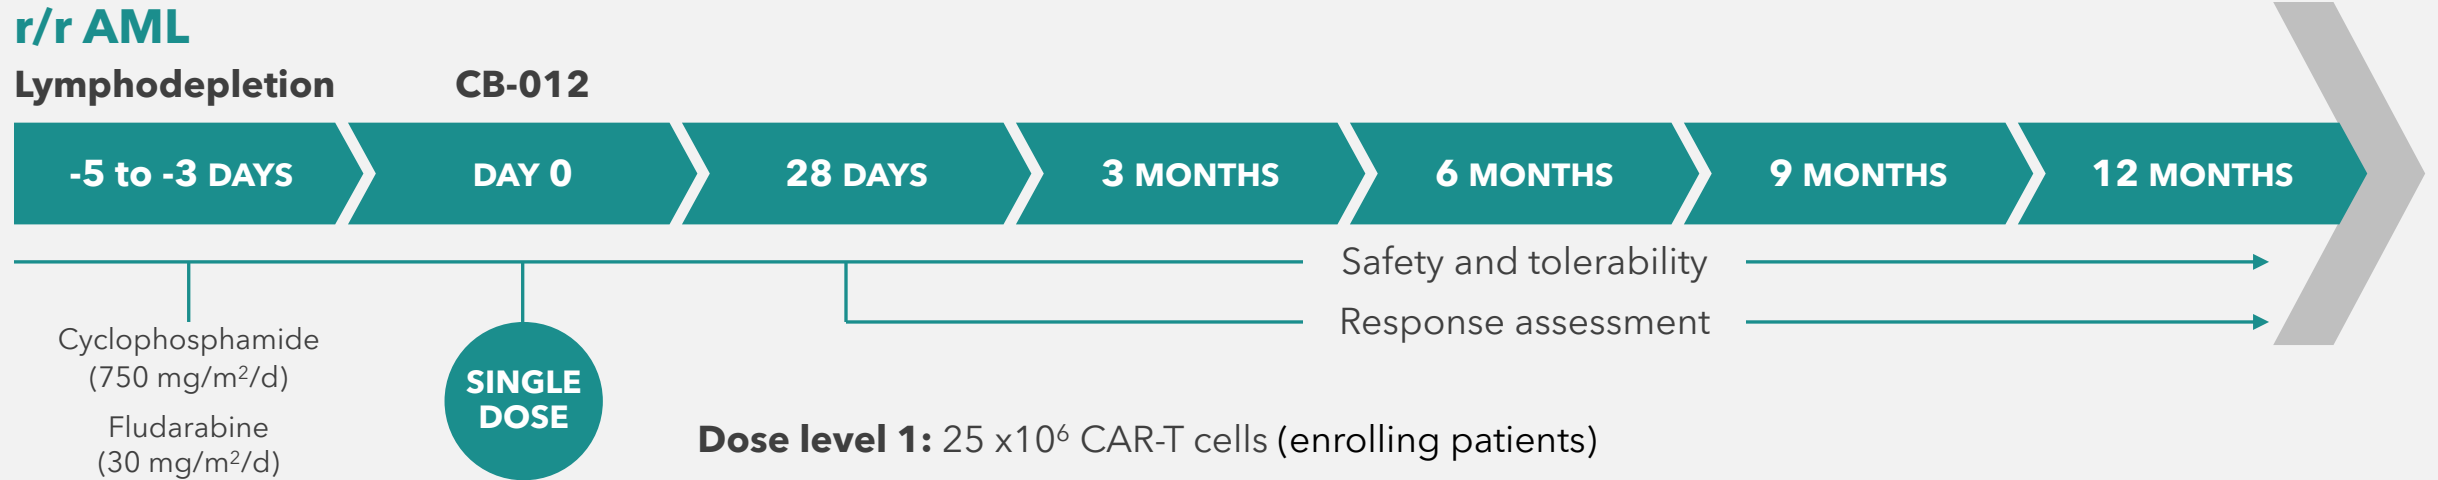 r/r AML
Lymphodepletion
CB-012
-5 to -3 DAYS
DAY 0
28 DAYS
3 MONTHS
6 MONTHS
9 MONTHS
12 MONTHS
Safety and tolerability
Response assessment
Cyclophosphamide
(750 mg/m²/d)
Fludarabine
(30 mg/m²/d)
SINGLE
DOSE
Dose level 1: 25 x10⁶ CAR-T cells (enrolling patients)